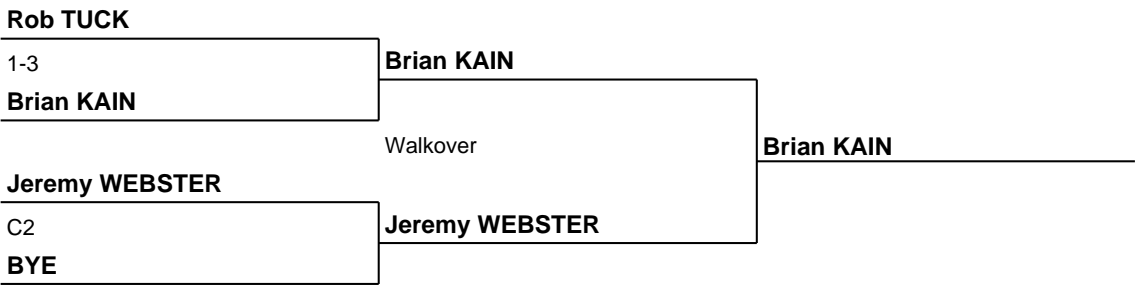 Rob TUCK
1-3
Brian KAIN
Brian KAIN
Walkover
Brian KAIN
Jeremy WEBSTER
C2
Jeremy WEBSTER
BYE